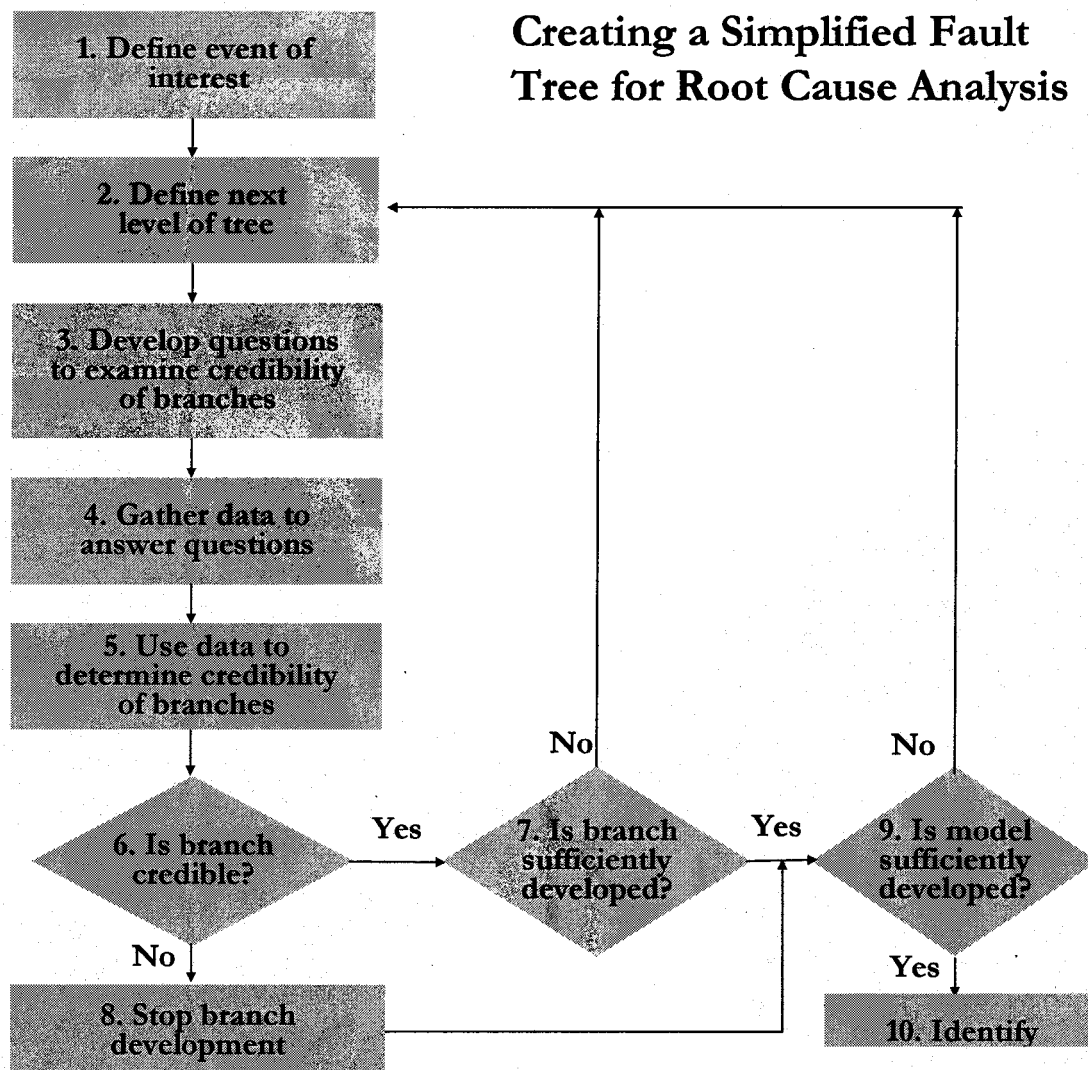 Creating a Simplified Fault
Tree for Root Cause Analysis
1. Define event of
interest
2. Define next
level of tree
3. Develop questions
to examine credibility
of branches
4. Gather data to
answer questions
5. Use data to
determine credibility
of branches
6. Is branch
credible?
Yes
No
7. Is branch
sufficiently
developed?
No
Yes
8. Stop branch
development
9. Is model
sufficiently
developed?
No
Yes
10. Identify